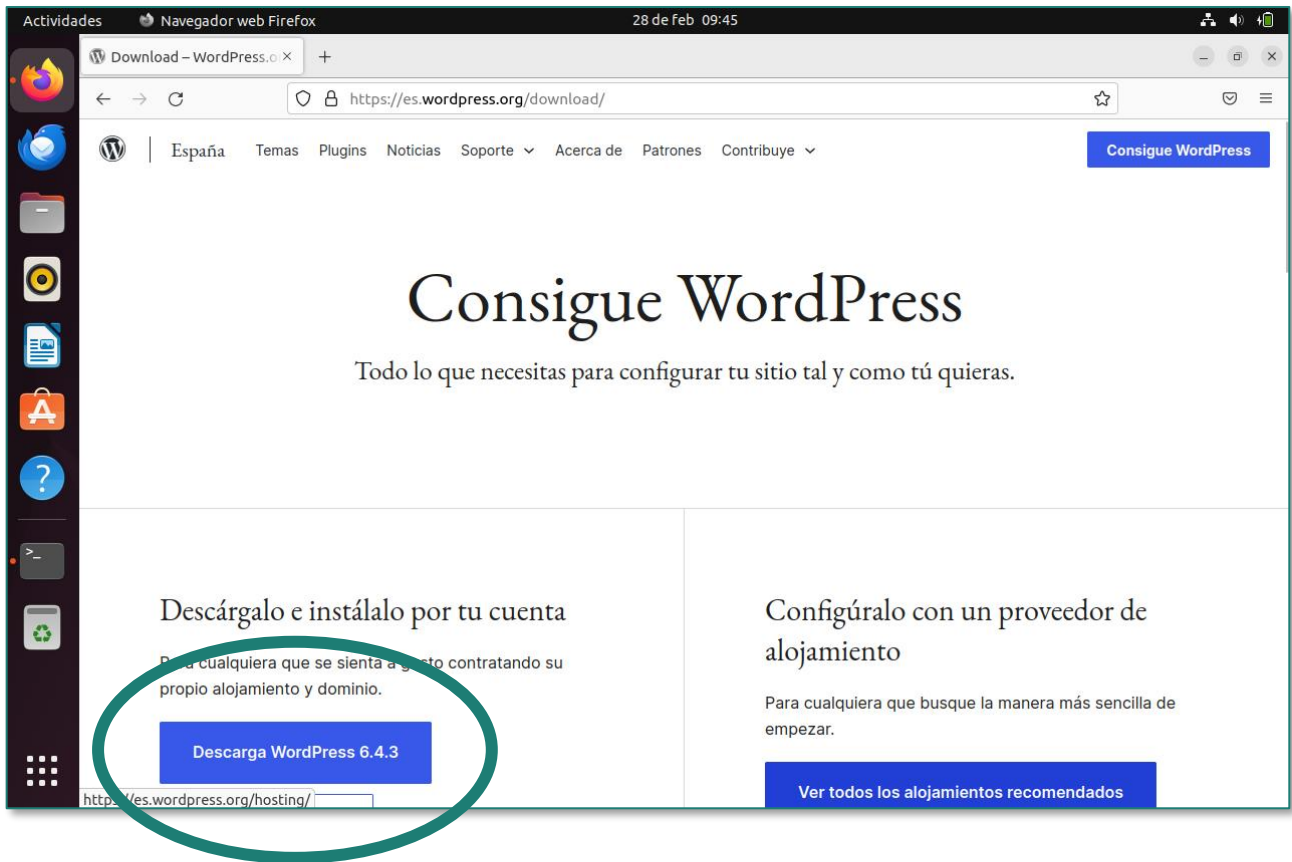 Actividades Navegador web Firefox 28 de feb 09:45
Download – WordPress.o
https://es.wordpress.org/download/
España Temas Plugins Noticias Soporte Acerca de Patrones Contribuye Consigue WordPress
Consigue WordPress
Todo lo que necesitas para configurar tu sitio tal y como tú quieras.
Descárgalo e instálalo por tu cuenta
Para cualquiera que se sienta a gusto contratando su
propio alojamiento y dominio.
Descarga WordPress 6.4.3
Configúralo con un proveedor de
alojamiento
Para cualquiera que busque la manera más sencilla de
empezar.
Ver todos los alojamientos recomendados
https://es.wordpress.org/hosting/